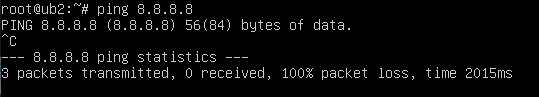 root@ub2:~# ping 8.8.8.8
PING 8.8.8.8 (8.8.8.8) 56(84) bytes of data.
^C
--- 8.8.8.8 ping statistics ---
3 packets transmitted, 0 received, 100% packet loss, time 2015ms